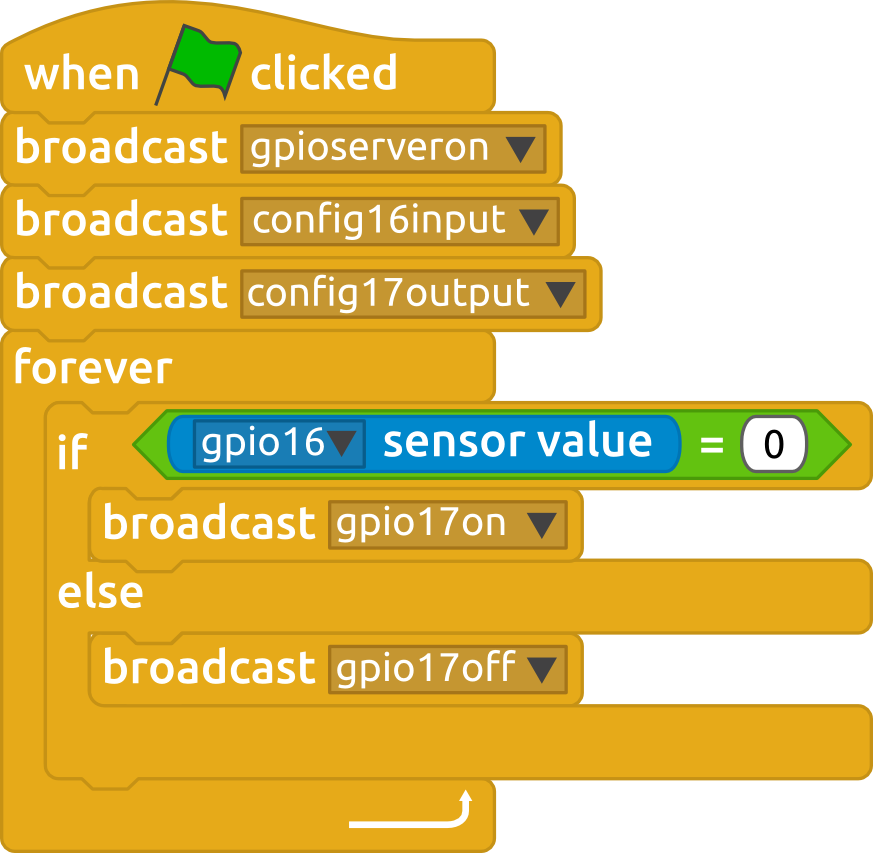 when clicked
broadcast gpioserveron
broadcast config16input
broadcast config17output
forever
if gpio16 sensor value = 0
broadcast gpio17on
else
broadcast gpio17off